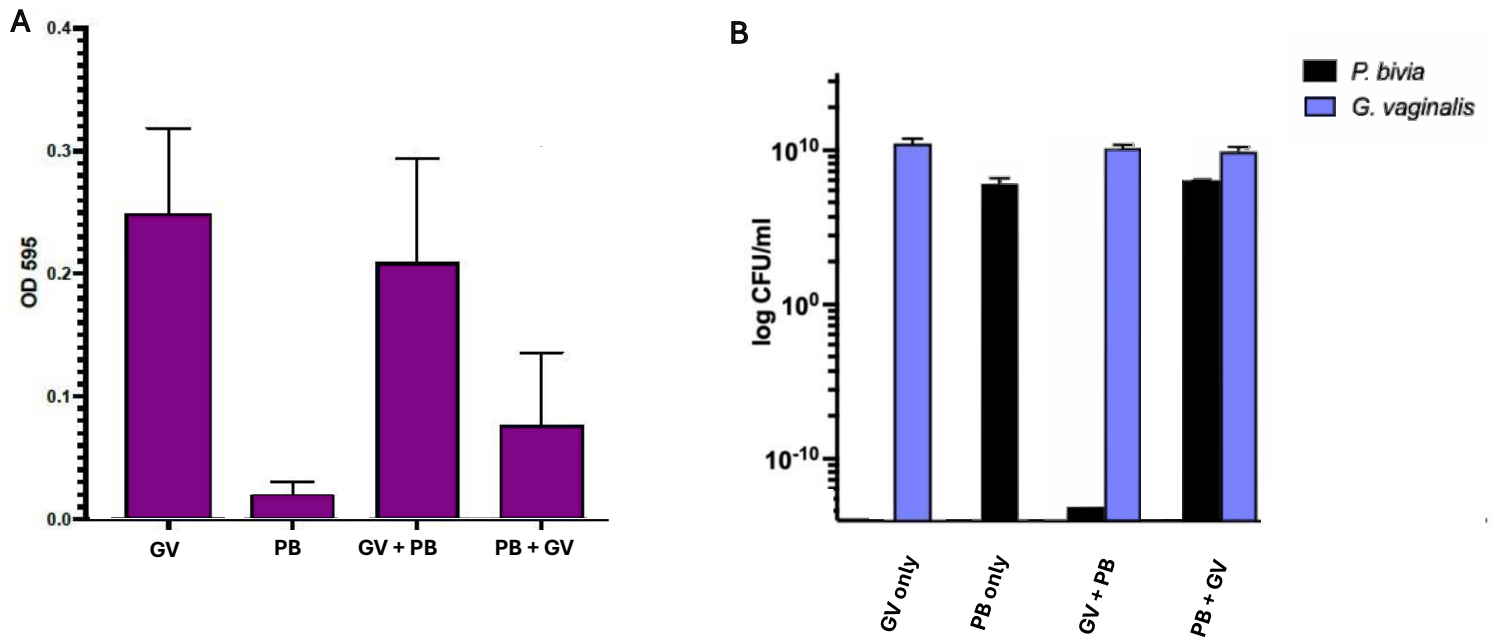 A
0.4
0.3
0.2
0.1
0.0
OD 595
GV
PB
GV + PB
PB + GV
B
P. bivia
G. vaginalis
10¹⁰
10⁰
10⁻¹⁰
log CFU/ml
GV only
PB only
GV + PB
PB + GV